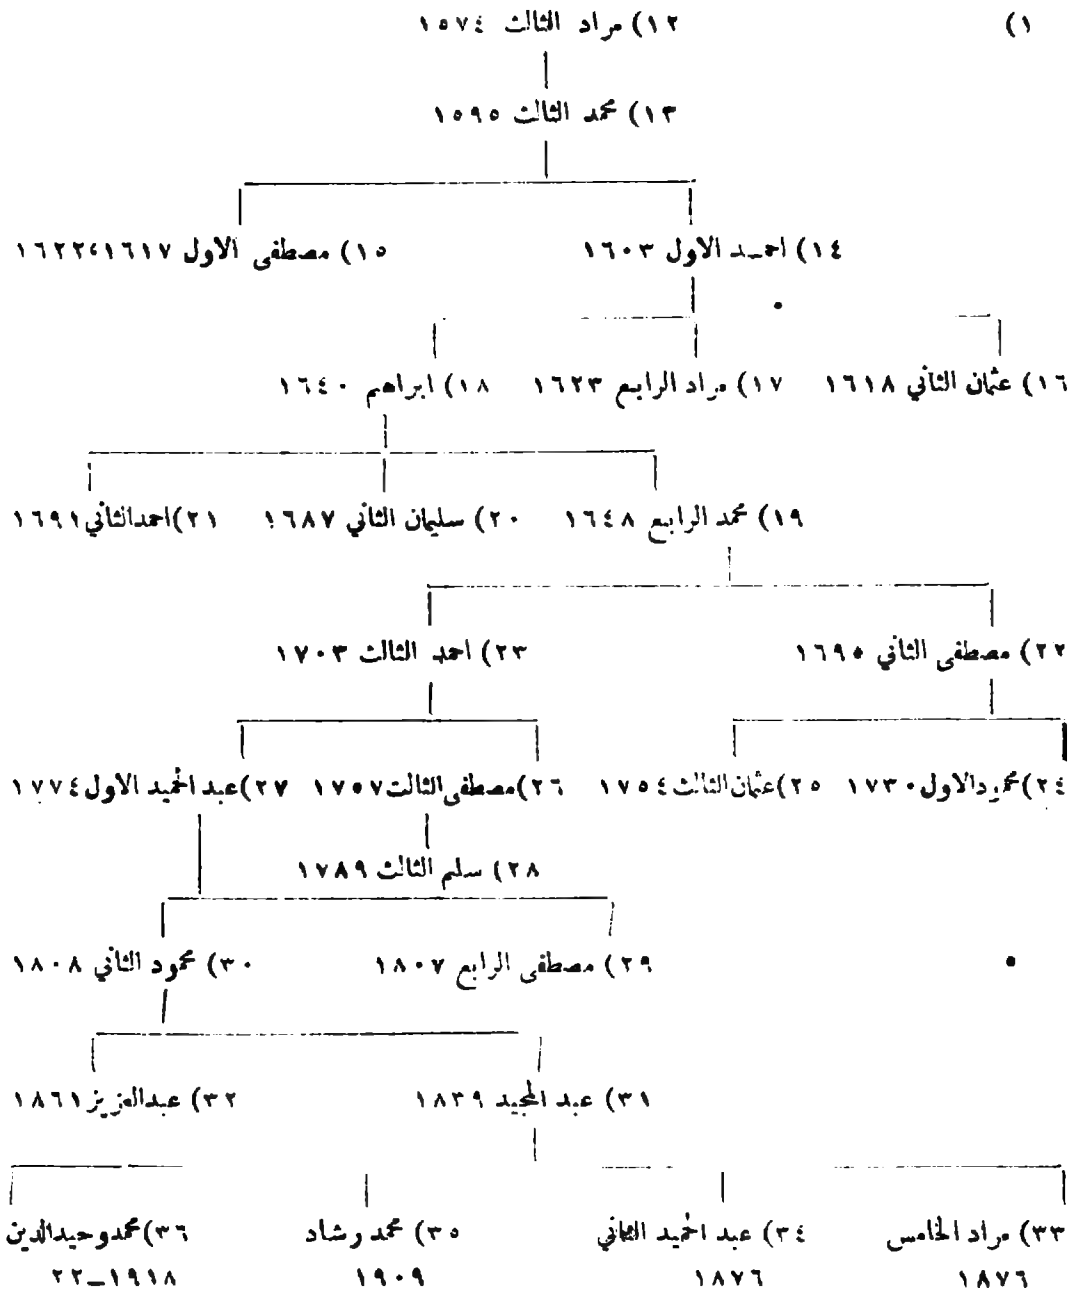 ١) ١٢) مراد الثالث ١٥٧٤
١٣) محمد الثالث ١٥٩٥
١٤) احمـد الاول ١٦٠٣ ١٥) مصطفى الاول ١٦١٧،١٦٢٢
١٦) عثمان الثاني ١٦١٨ ١٧) مراد الرابع ١٦٢٣ ١٨) ابراهيم ١٦٤٠
١٩) محمد الرابع ١٦٤٨ ٢٠) سليمان الثاني ١٦٨٧ ٢١) احمد الثاني ١٦٩١
٢٢) مصطفى الثاني ١٦٩٥ ٢٣) احمد الثالث ١٧٠٣
٢٤) محمود الاول ١٧٣٠ ٢٥) عثمان الثالث ١٧٥٤ ٢٦) مصطفى الثالث ١٧٥٧ ٢٧) عبد الحميد الاول ١٧٧٤
٢٨) سليم الثالث ١٧٨٩
٢٩) مصطفى الرابع ١٨٠٧ ٣٠) محمود الثاني ١٨٠٨
٣١) عبد المجيد ١٨٣٩ ٣٢) عبدالعزيز ١٨٦١
٣٣) مراد الخامس ٣٤) عبد الحميد الثاني ٣٥) محمد رشاد ٣٦) محمد وحيد الدين
١٨٧٦ ١٨٧٦ ١٩٠٩ ١٩١٨ــ٢٢